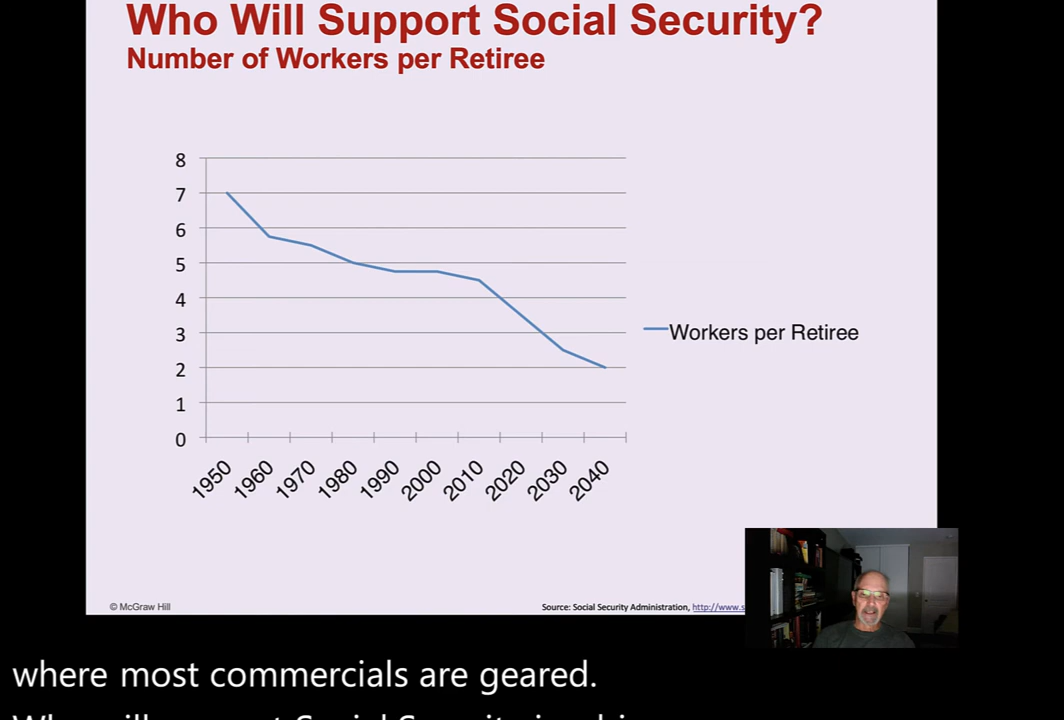 Who Will Support Social Security?
Number of Workers per Retiree
8
7
6
5
4
3
2
1
0
Workers per Retiree
1950 1960 1970 1980 1990 2000 2010 2020 2030 2040
© McGraw Hill
Source: Social Security Administration, http://www.s
where most commercials are geared.